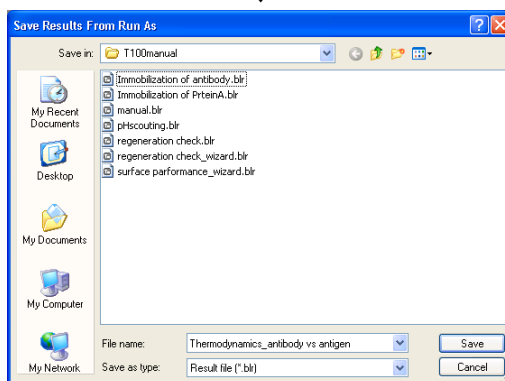 Save Results From Run As
Save in:
T100manual
Immobilization of antibody.blr
Immobilization of PrteinA.blr
manual.blr
pHscouting.blr
regeneration check.blr
regeneration check_wizard.blr
surface parformance_wizard.blr
My Recent
Documents
Desktop
My Documents
My Computer
My Network
File name:
Thermodynamics_antibody vs antigen
Save
Save as type:
Result file (*.blr)
Cancel